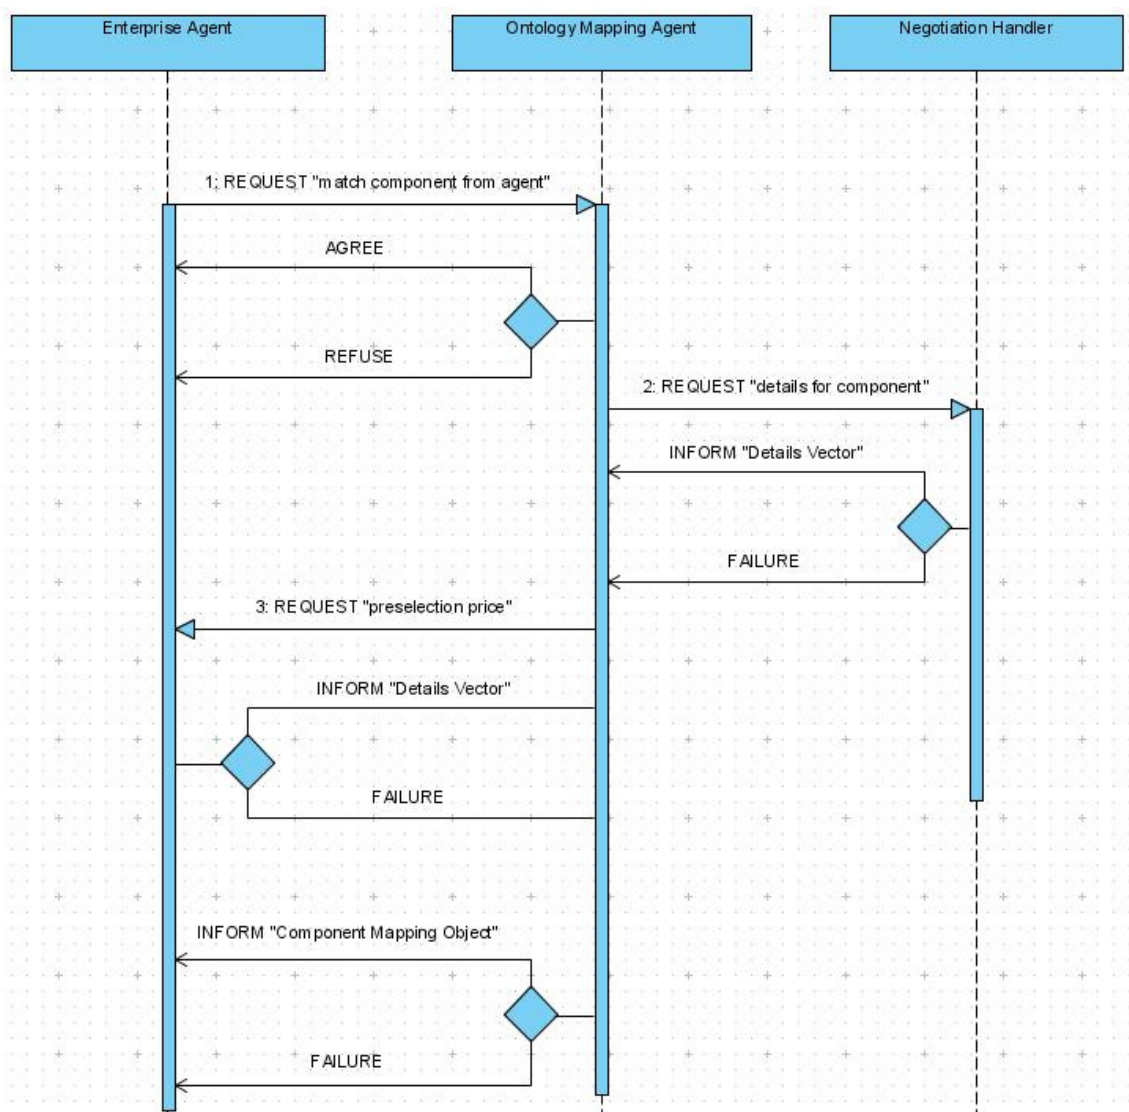 Enterprise Agent
Ontology Mapping Agent
Negotiation Handler
1: REQUEST "match component from agent"
AGREE
REFUSE
2: REQUEST "details for component"
INFORM "Details Vector"
FAILURE
3: REQUEST "preselection price"
INFORM "Details Vector"
FAILURE
INFORM "Component Mapping Object"
FAILURE